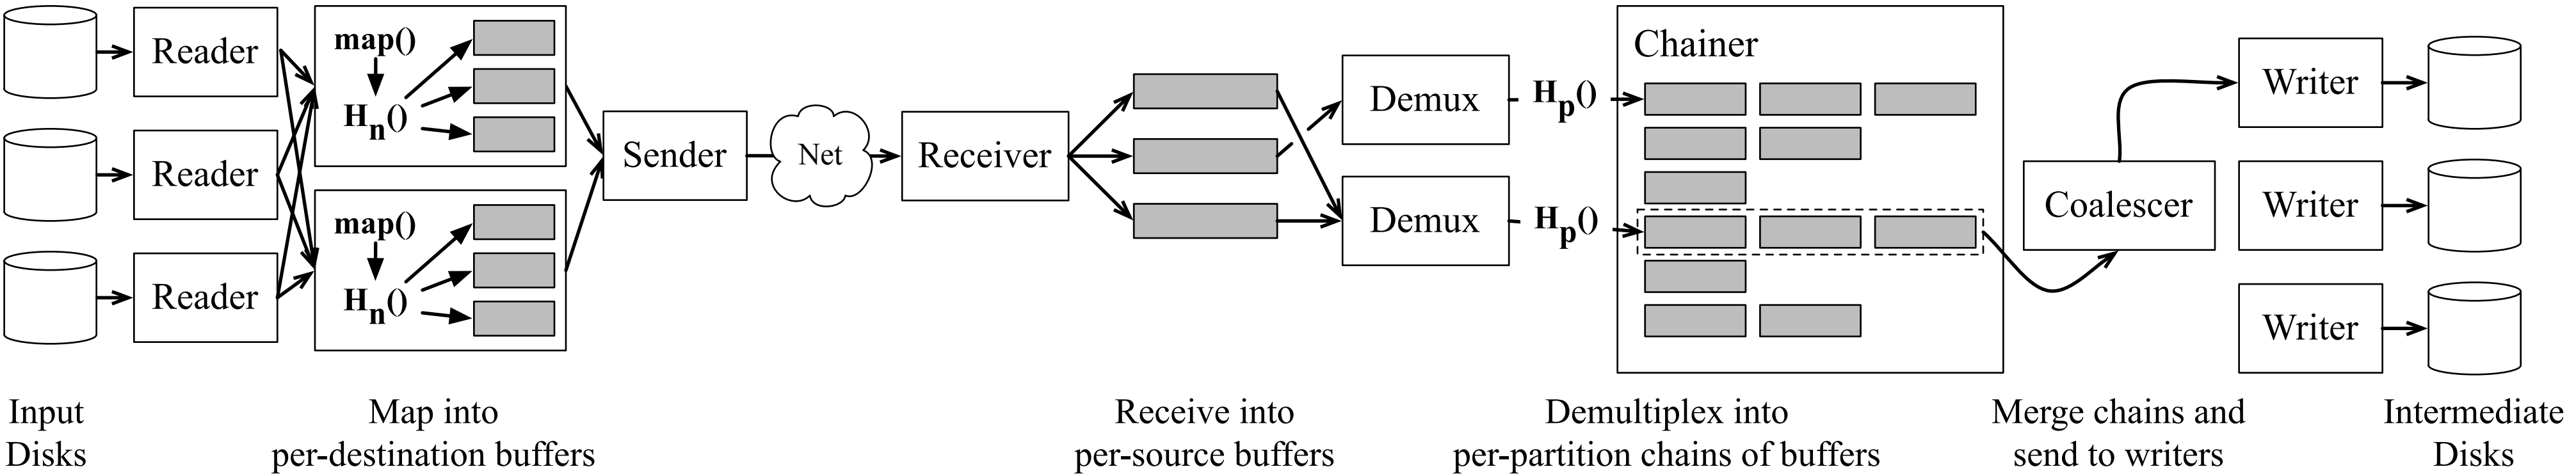 Reader
Reader
Reader
map()
Hn()
map()
Hn()
Sender
Net
Receiver
Demux
Demux
Hp()
Hp()
Chainer
Coalescer
Writer
Writer
Writer
Input
Disks
Map into
per-destination buffers
Receive into
per-source buffers
Demultiplex into
per-partition chains of buffers
Merge chains and
send to writers
Intermediate
Disks